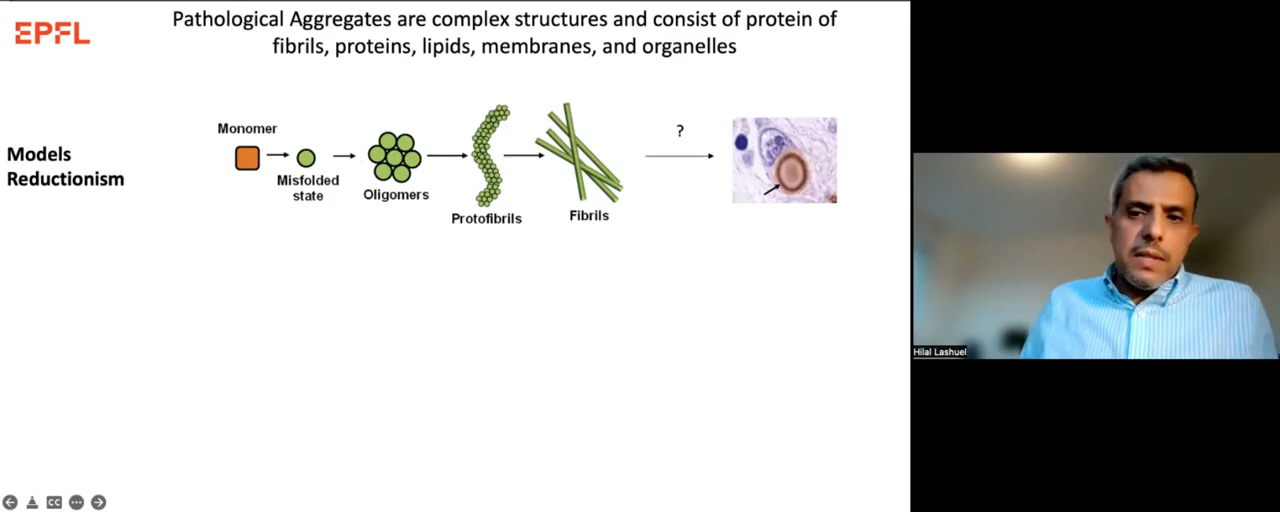 Pathological Aggregates are complex structures and consist of protein of
fibrils, proteins, lipids, membranes, and organelles
EPFL
Models
Reductionism
Monomer
Misfolded
state
Oligomers
Protofibrils
Fibrils
?
Hilal Lashuel
CC